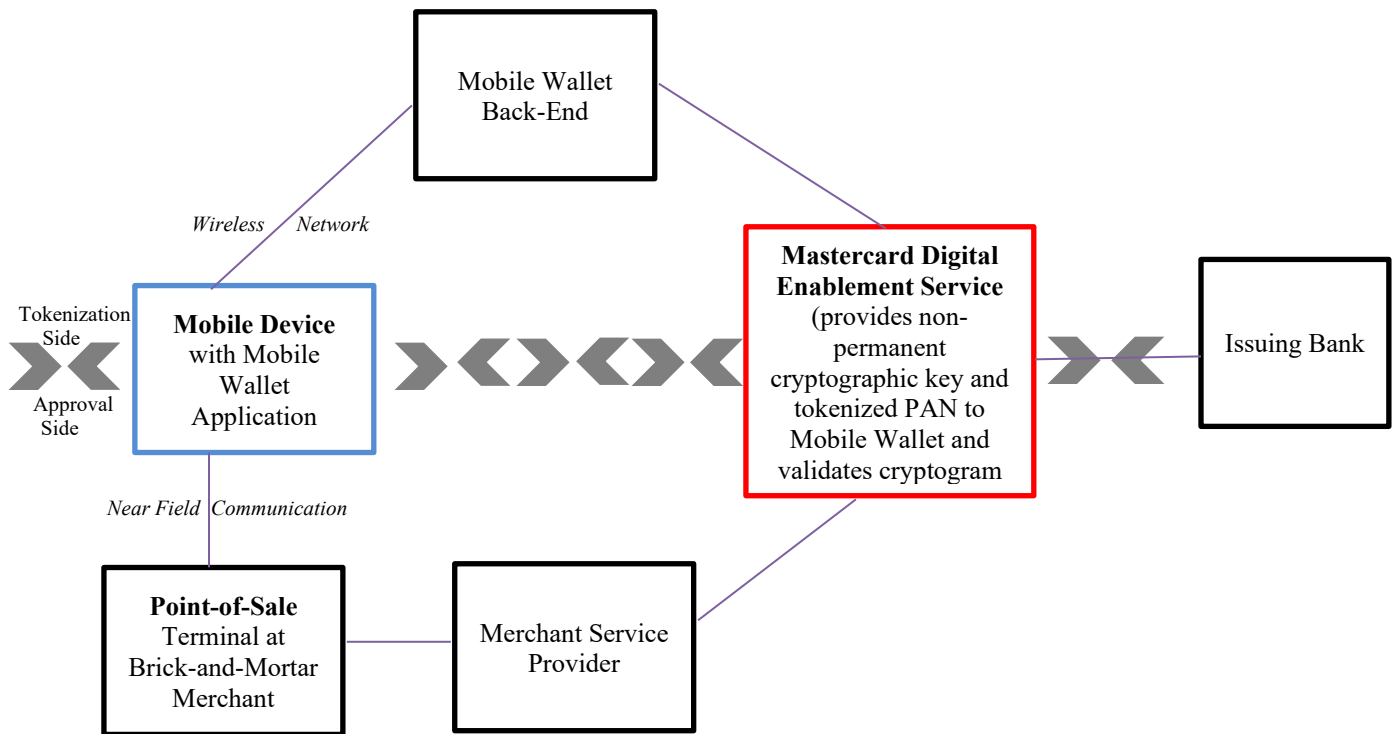 Mobile Wallet
Back-End
Wireless Network
Mastercard Digital
Enablement Service
(provides non-
permanent
cryptographic key and
tokenized PAN to
Mobile Wallet and
validates cryptogram
Issuing Bank
Tokenization
Side
Approval
Side
Mobile Device
with Mobile
Wallet
Application
Near Field Communication
Point-of-Sale
Terminal at
Brick-and-Mortar
Merchant
Merchant Service
Provider